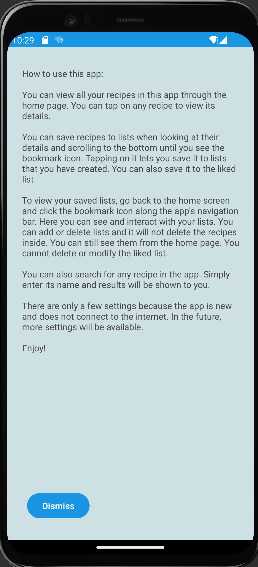 10:29
How to use this app:
You can view all your recipes in this app through the
home page. You can tap on any recipe to view its
details.
You can save recipes to lists when looking at their
details and scrolling to the bottom until you see the
bookmark icon. Tapping on it lets you save it to lists
that you have created. You can also save it to the liked
list.
To view your saved lists, go back to the home screen
and click the bookmark icon along the app's navigation
bar. Here you can see and interact with your lists. You
can add or delete lists and it will not delete the recipes
inside. You can still see them from the home page. You
cannot delete or modify the liked list.
You can also search for any recipe in the app. Simply
enter its name and results will be shown to you.
There are only a few settings because the app is new
and does not connect to the internet. In the future,
more settings will be available.
Enjoy!
Dismiss